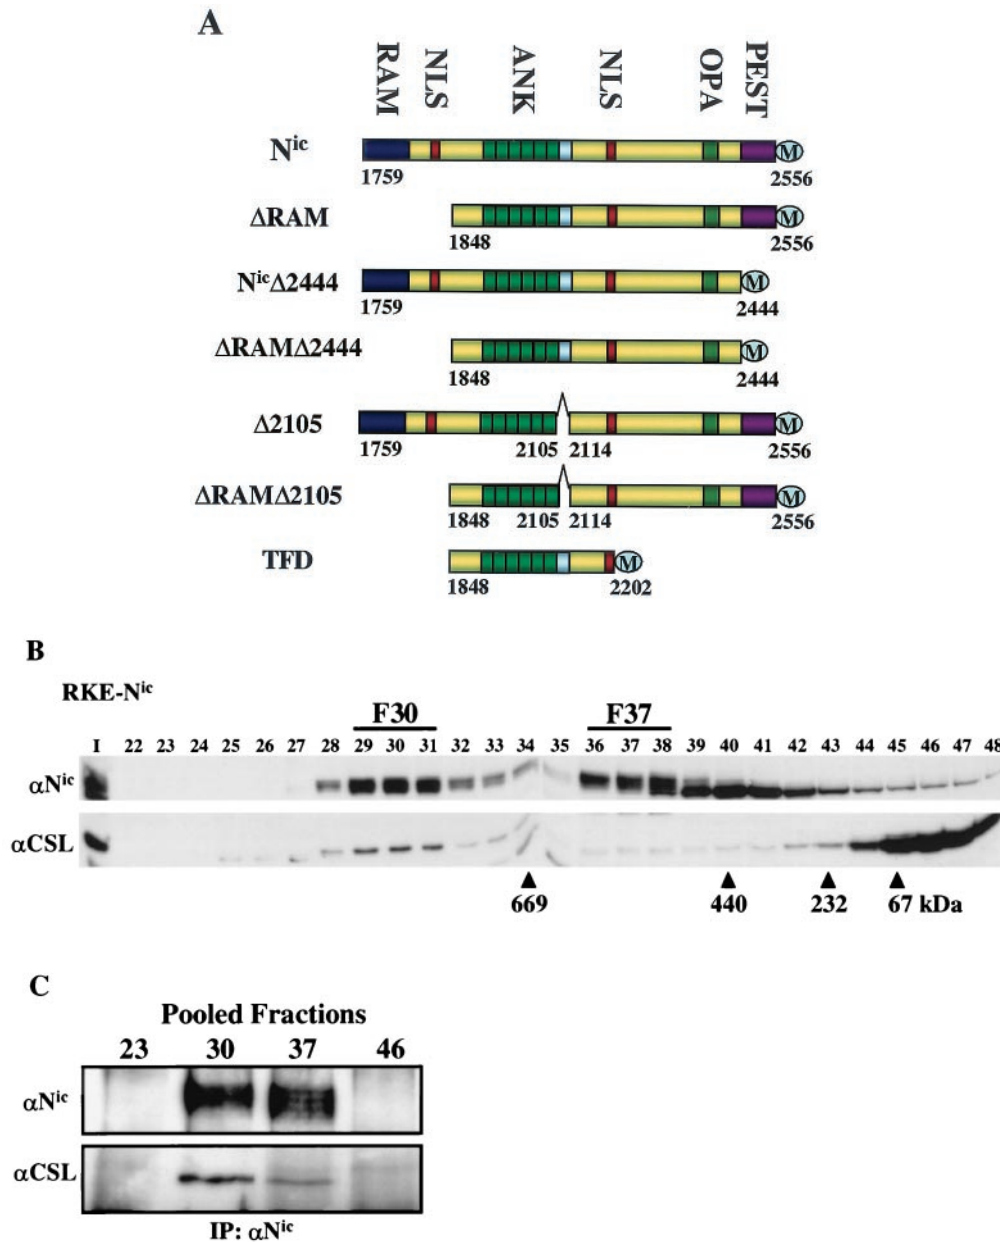 A
RAM NLS ANK NLS OPA PEST
N^ic M
1759 2556
ΔRAM M
1848 2556
N^icΔ2444 M
1759 2444
ΔRAMΔ2444 M
1848 2444
Δ2105 M
1759 2105 2114 2556
ΔRAMΔ2105 M
1848 2105 2114 2556
TFD M
1848 2202
B
RKE-N^ic
F30 F37
I 22 23 24 25 26 27 28 29 30 31 32 33 34 35 36 37 38 39 40 41 42 43 44 45 46 47 48
αN^ic
αCSL
669 440 232 67 kDa
C
Pooled Fractions
23 30 37 46
αN^ic
αCSL
IP: αN^ic